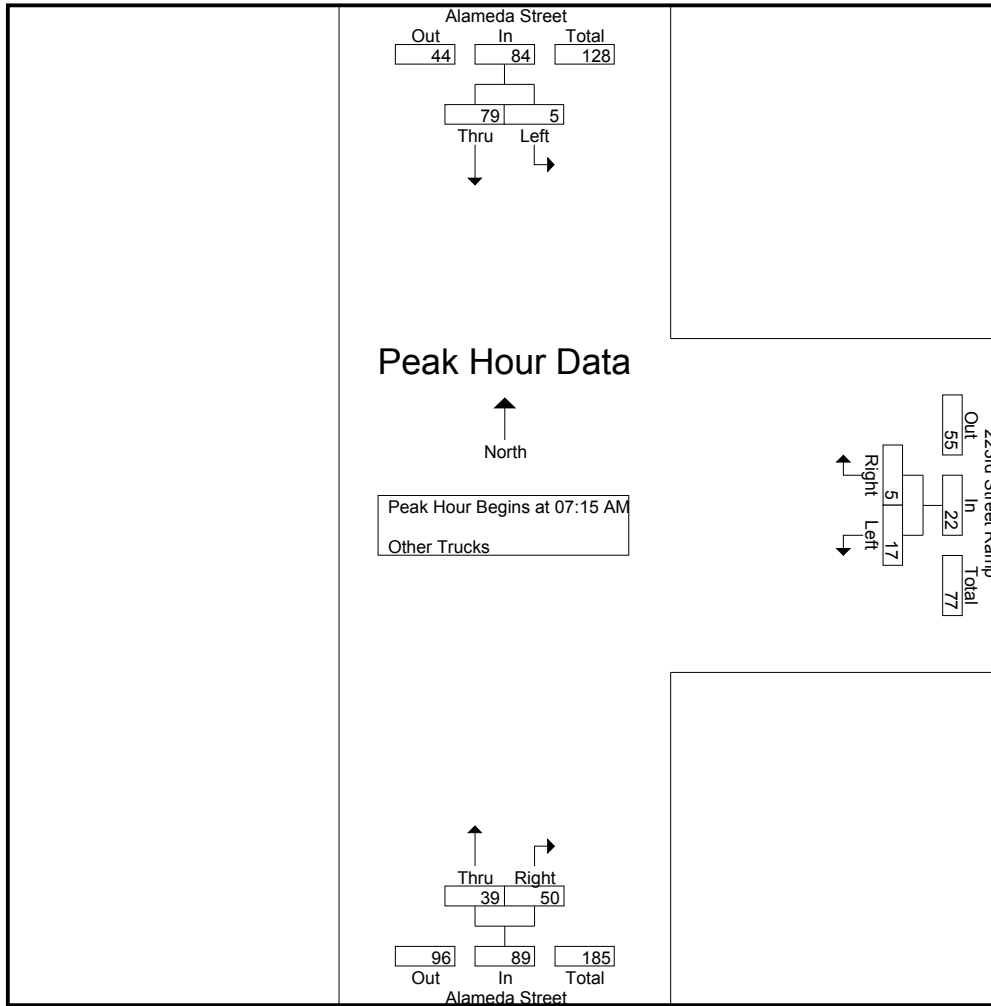 Alameda Street
Out In Total
44 84 128
79 5
Thru Left
Peak Hour Data
North
Peak Hour Begins at 07:15 AM
Other Trucks
Street Ramp
Out In Total
55 22 77
5 17
Right Left
Thru Right
39 50
96 89 185
Out In Total
Alameda Street